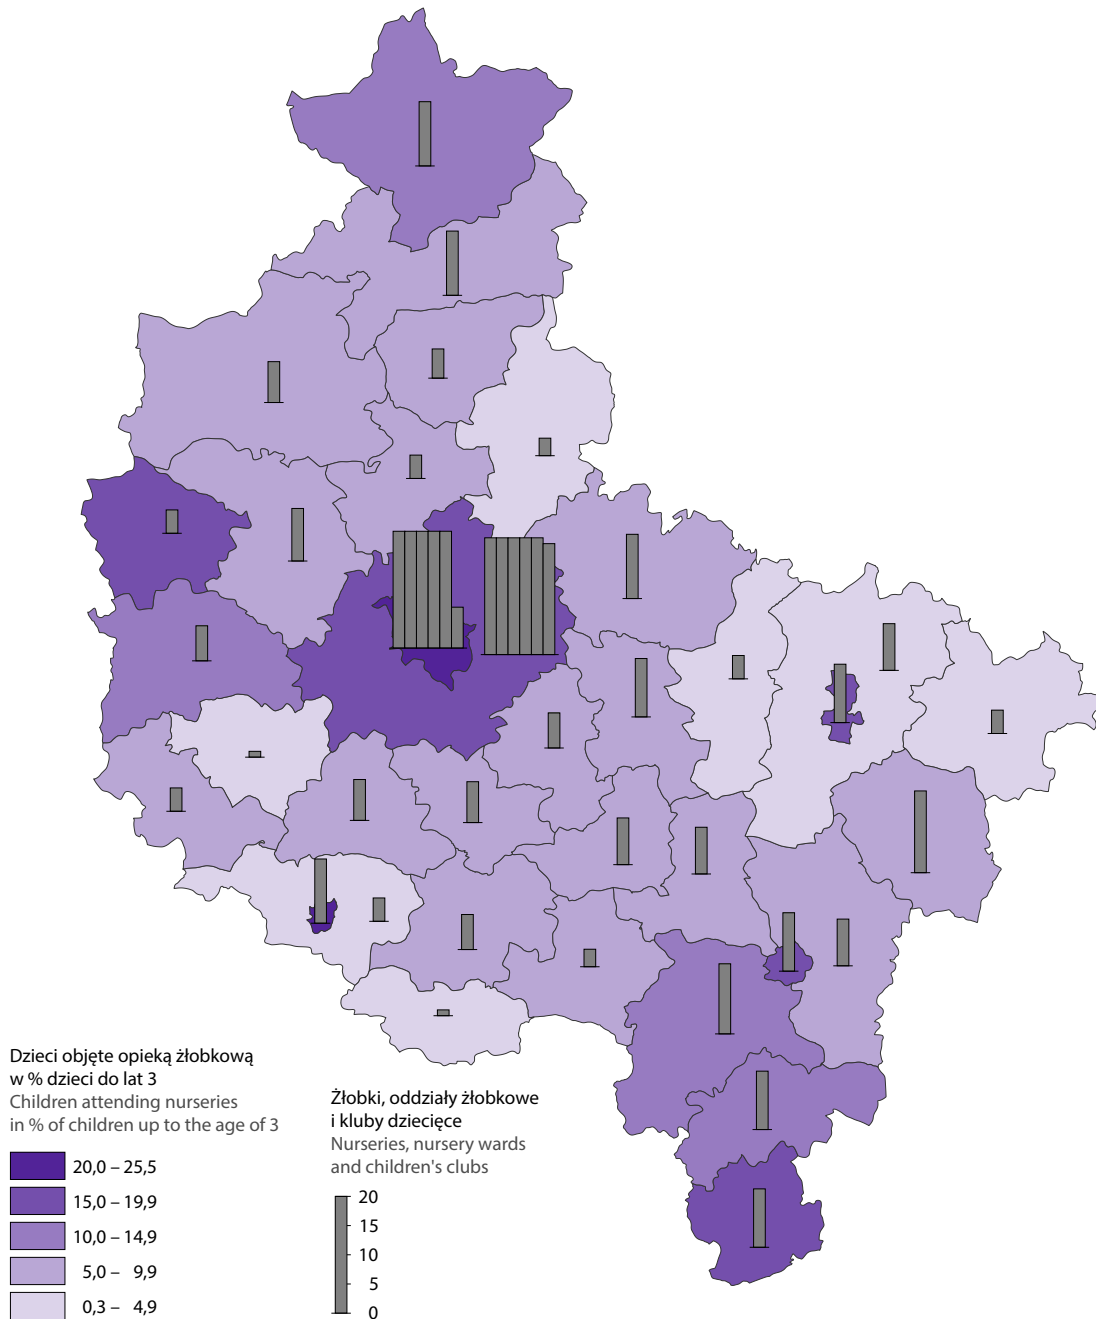 Dzieci objęte opieką żłobkową
w % dzieci do lat 3
Children attending nurseries
in % of children up to the age of 3
20,0 – 25,5
15,0 – 19,9
10,0 – 14,9
5,0 – 9,9
0,3 – 4,9
Żłobki, oddziały żłobkowe
i kluby dziecięce
Nurseries, nursery wards
and children's clubs
20
15
10
5
0